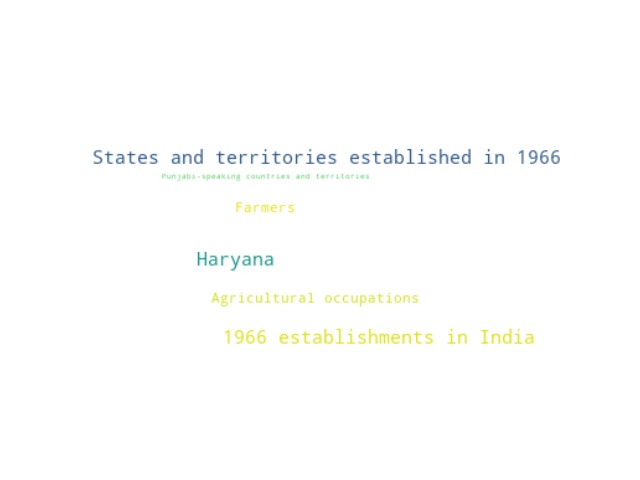 States and territories established in 1966
Punjabi-speaking countries and territories
Farmers
Haryana
Agricultural occupations
1966 establishments in India